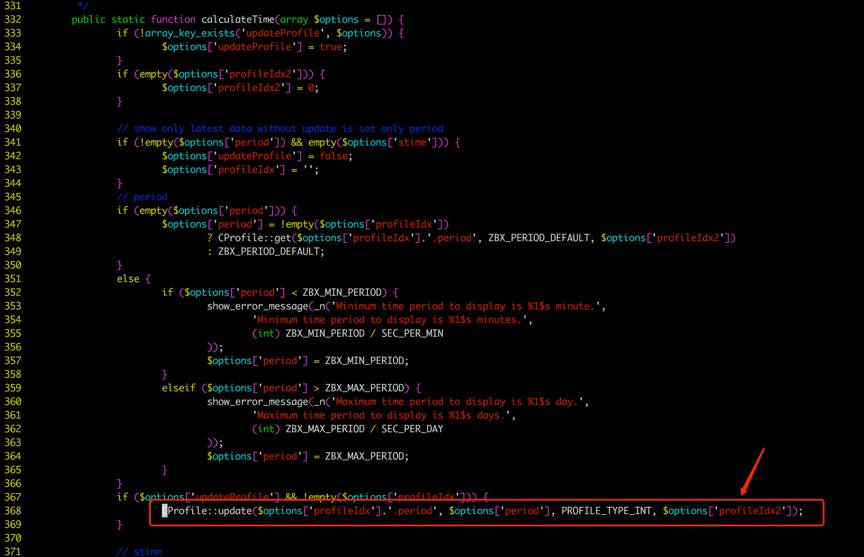 331 */
332 public static function calculateTime(array $options = []) {
333 if (!array_key_exists('updateProfile', $options)) {
334 $options['updateProfile'] = true;
335 }
336 if (empty($options['profileIdx2'])) {
337 $options['profileIdx2'] = 0;
338 }
339
340 // show only latest data without update is set only period
341 if (!empty($options['period']) && empty($options['stime'])) {
342 $options['updateProfile'] = false;
343 $options['profileIdx'] = '';
344 }
345 // period
346 if (empty($options['period'])) {
347 $options['period'] = !empty($options['profileIdx'])
348 ? CProfile::get($options['profileIdx'].'.period', ZBX_PERIOD_DEFAULT, $options['profileIdx2'])
349 : ZBX_PERIOD_DEFAULT;
350 }
351 else {
352 if ($options['period'] < ZBX_MIN_PERIOD) {
353 show_error_message(_n('Minimum time period to display is %1$s minute.',
354 'Minimum time period to display is %1$s minutes.',
355 (int) ZBX_MIN_PERIOD / SEC_PER_MIN
356 ));
357 $options['period'] = ZBX_MIN_PERIOD;
358 }
359 elseif ($options['period'] > ZBX_MAX_PERIOD) {
360 show_error_message(_n('Maximum time period to display is %1$s day.',
361 'Maximum time period to display is %1$s days.',
362 (int) ZBX_MAX_PERIOD / SEC_PER_DAY
363 ));
364 $options['period'] = ZBX_MAX_PERIOD;
365 }
366 }
367 if ($options['updateProfile'] && !empty($options['profileIdx'])) {
368 CProfile::update($options['profileIdx'].'.period', $options['period'], PROFILE_TYPE_INT, $options['profileIdx2']);
369 }
370
371 // stime